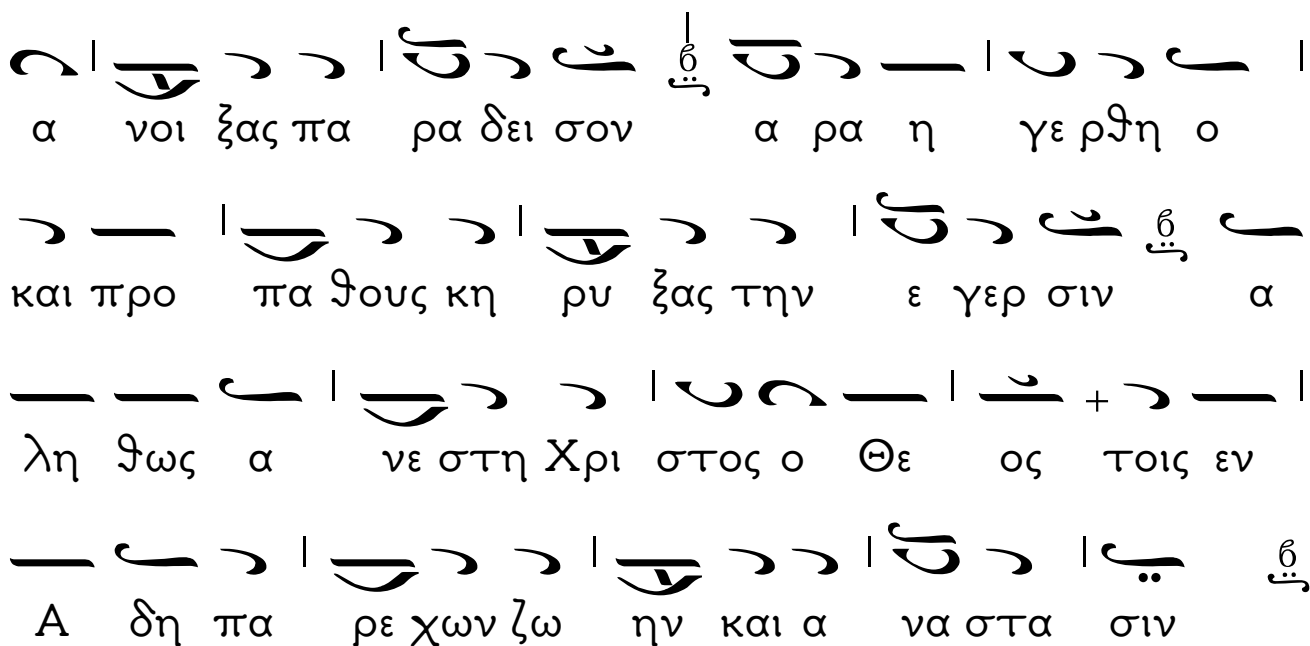 α νοι ξας πα ρα δει σον α ρα η γε ρθη ο
και προ πα θους κη ρυ ξας την ε γερ σιν α
λη θως α νε στη Χρι στος ο Θε ος τοις εν
Α δη πα ρε χων ζω ην και α να στα σιν